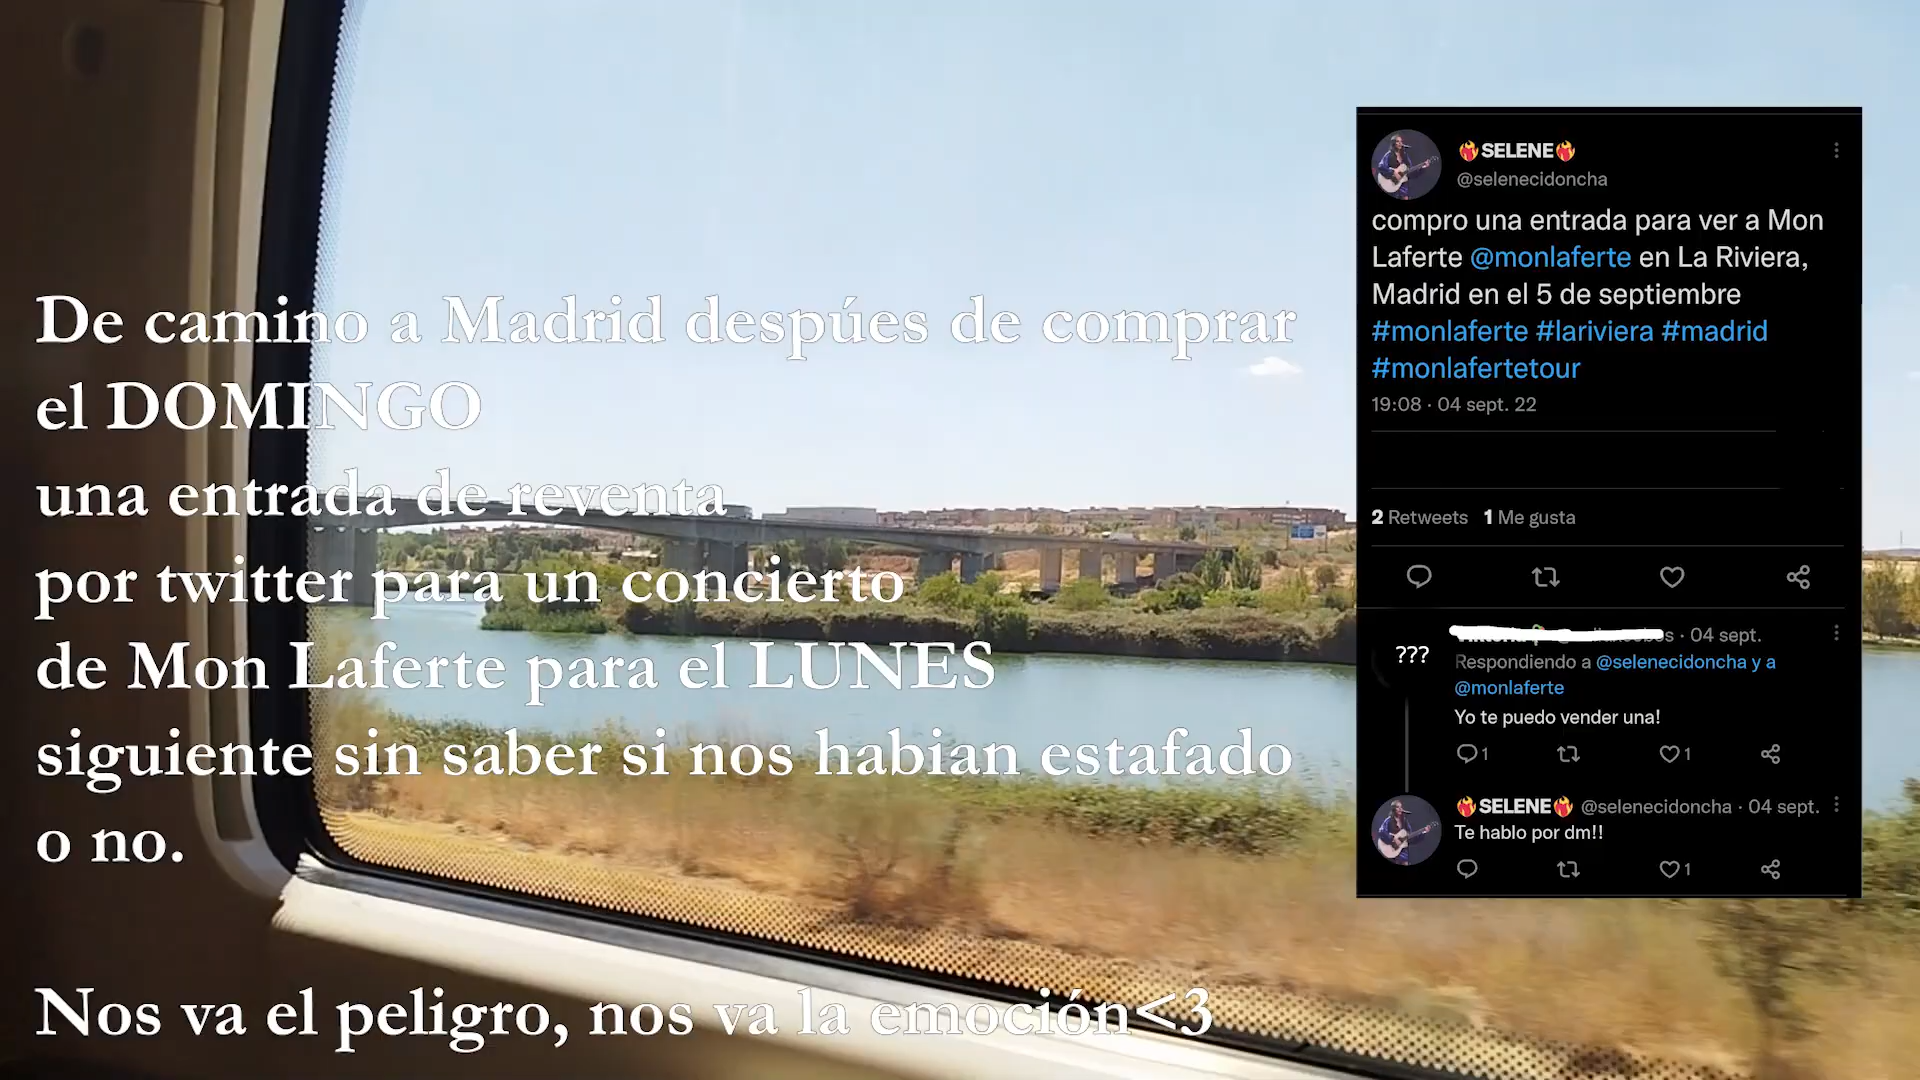 De camino a Madrid despúes de comprar
el DOMINGO
una entrada de reventa
por twitter para un concierto
de Mon Laferte para el LUNES
siguiente sin saber si nos habian estafado
o no.
Nos va el peligro, nos va la emoción<3
🔥SELENE🔥
@selenecidoncha
compro una entrada para ver a Mon
Laferte @monlaferte en La Riviera,
Madrid en el 5 de septiembre
#monlaferte #lariviera #madrid
#monlafertetour
19:08 · 04 sept. 22
2 Retweets 1 Me gusta
· 04 sept.
???
Respondiendo a @selenecidoncha y a
@monlaferte
Yo te puedo vender una!
1 1
🔥SELENE🔥 @selenecidoncha · 04 sept.
Te hablo por dm!!
1